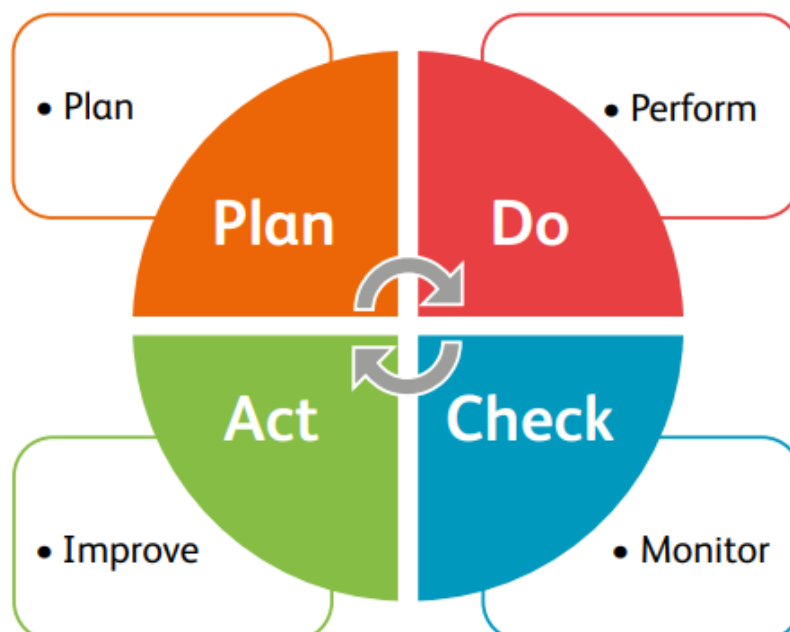 • Plan
• Perform
Plan
Do
Act
Check
• Improve
• Monitor